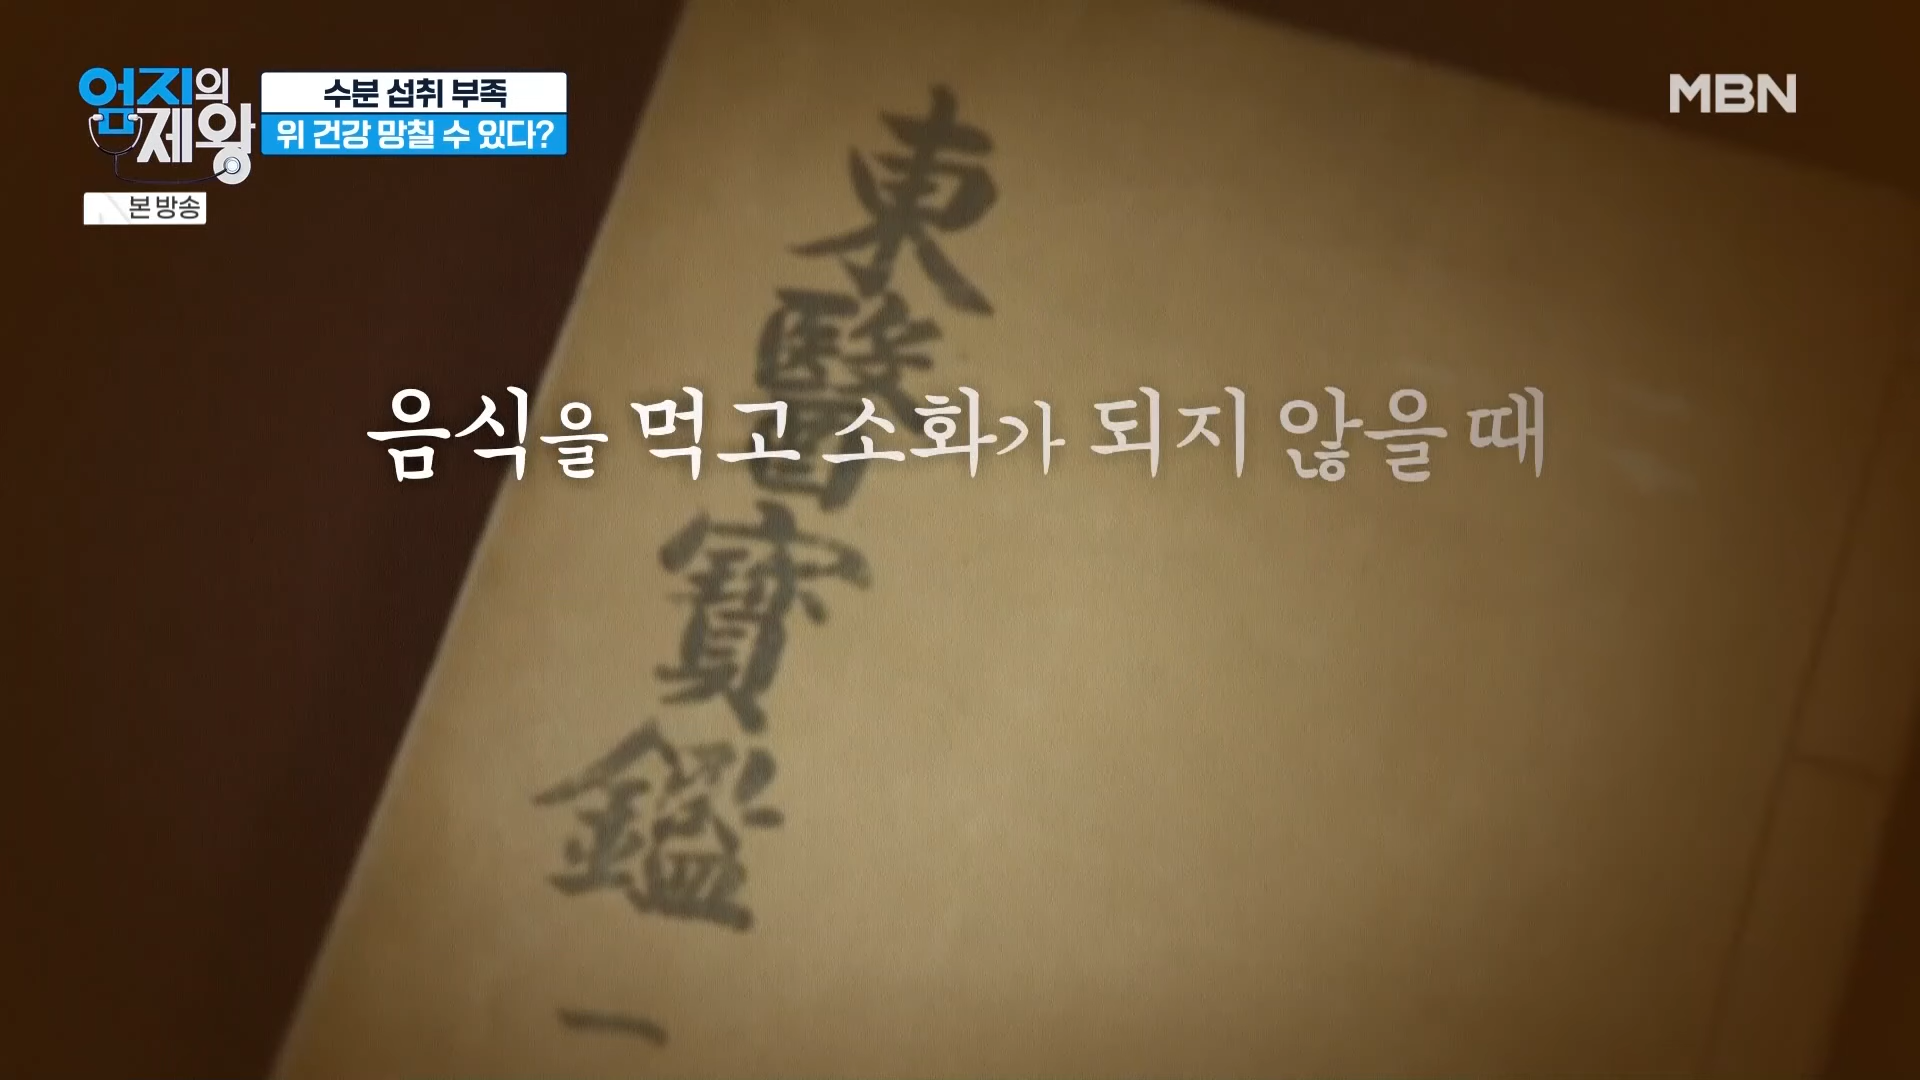 엄지의 제왕
수분 섭취 부족
위 건강 망칠 수 있다?
본 방송
MBN
음식을 먹고 소화가 되지 않을 때
東醫寶鑑 一